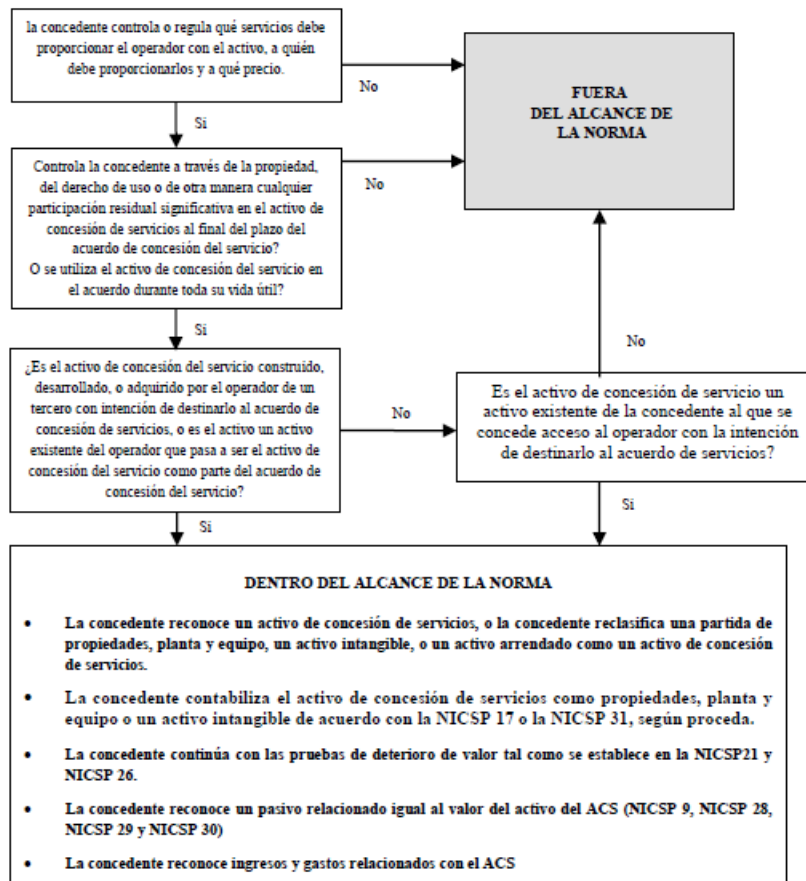 la concedente controla o regula qué servicios debe
proporcionar el operador con el activo, a quién
debe proporcionarlos y a qué precio.
No
FUERA
DEL ALCANCE DE
LA NORMA
Si
Controla la concedente a través de la propiedad,
del derecho de uso o de otra manera cualquier
participación residual significativa en el activo de
concesión de servicios al final del plazo del
acuerdo de concesión del servicio?
O se utiliza el activo de concesión del servicio en
el acuerdo durante toda su vida útil?
No
Si
No
¿Es el activo de concesión del servicio construido,
desarrollado, o adquirido por el operador de un
tercero con intención de destinarlo al acuerdo de
concesión de servicios, o es el activo un activo
existente del operador que pasa a ser el activo de
concesión del servicio como parte del acuerdo de
concesión del servicio?
No
Es el activo de concesión de servicio un
activo existente de la concedente al que se
concede acceso al operador con la intención
de destinarlo al acuerdo de servicios?
Si
Si
DENTRO DEL ALCANCE DE LA NORMA
• La concedente reconoce un activo de concesión de servicios, o la concedente reclasifica una partida de
propiedades, planta y equipo, un activo intangible, o un activo arrendado como un activo de concesión
de servicios.
• La concedente contabiliza el activo de concesión de servicios como propiedades, planta y
equipo o un activo intangible de acuerdo con la NICSP 17 o la NICSP 31, según proceda.
• La concedente continúa con las pruebas de deterioro de valor tal como se establece en la NICSP21 y
NICSP 26.
• La concedente reconoce un pasivo relacionado igual al valor del activo del ACS (NICSP 9, NICSP 28,
NICSP 29 y NICSP 30)
• La concedente reconoce ingresos y gastos relacionados con el ACS